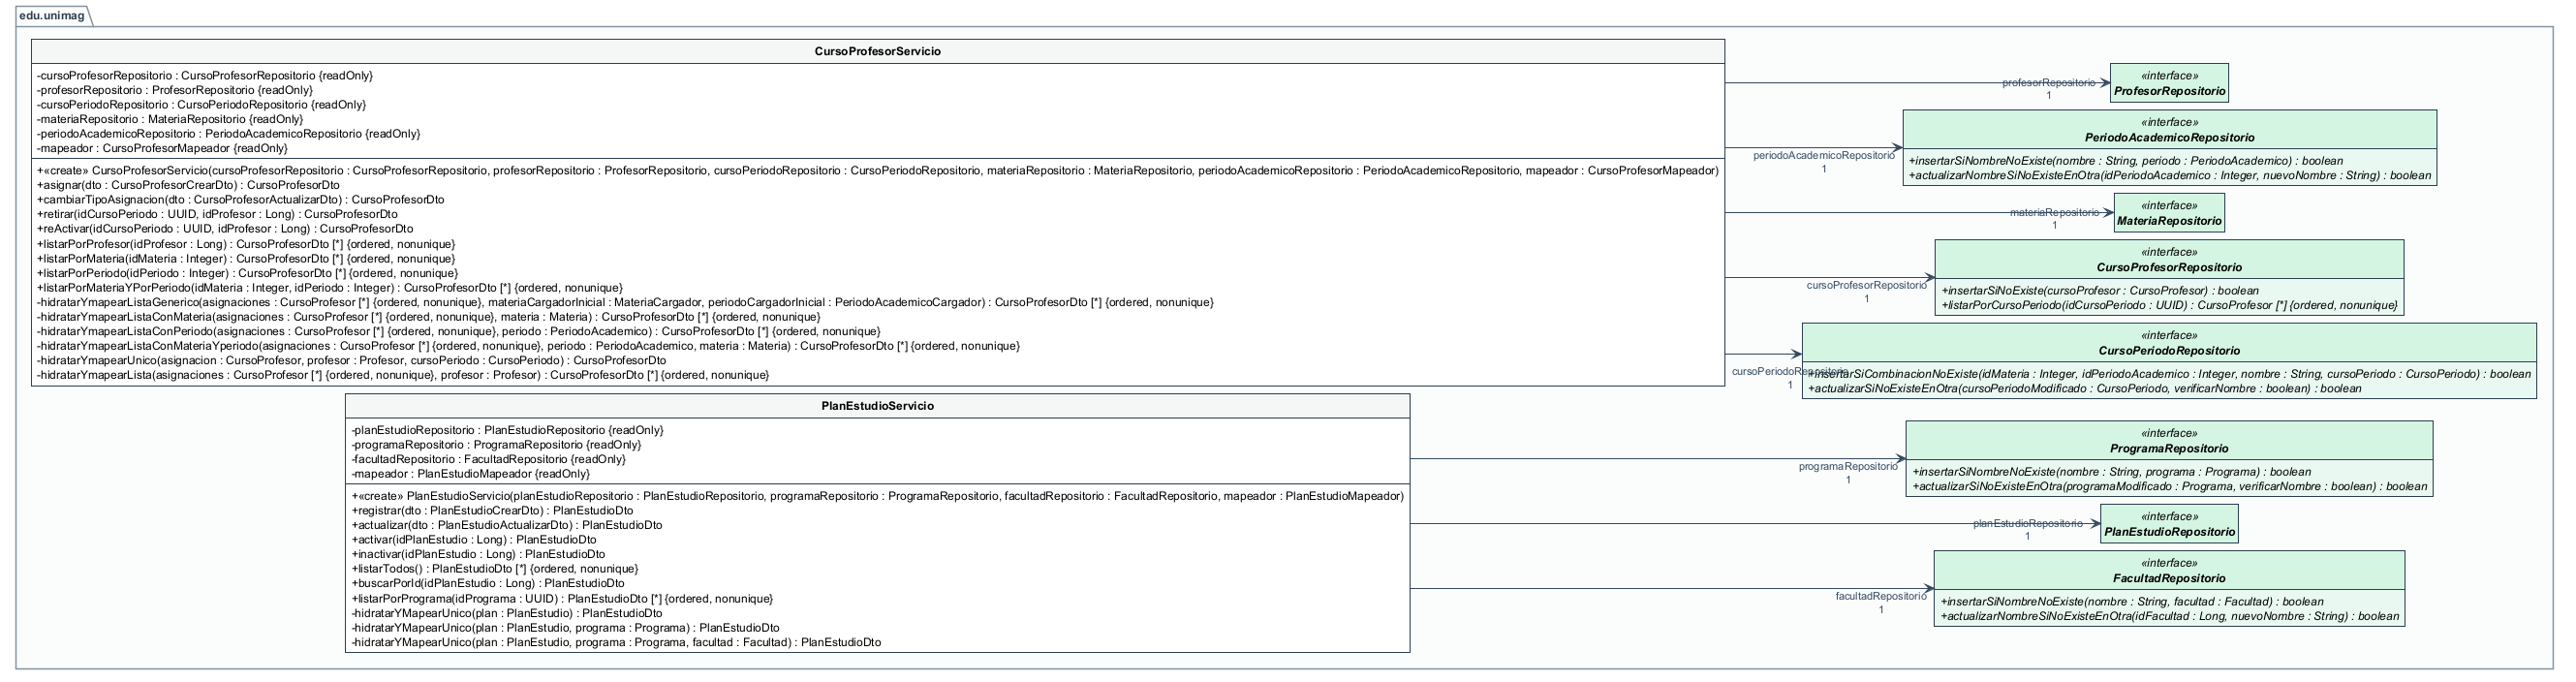 edu.unimag
CursoProfesorServicio
-cursoProfesorRepositorio : CursoProfesorRepositorio {readOnly}
-profesorRepositorio : ProfesorRepositorio {readOnly}
-cursoPeriodoRepositorio : CursoPeriodoRepositorio {readOnly}
-materiaRepositorio : MateriaRepositorio {readOnly}
-periodoAcademicoRepositorio : PeriodoAcademicoRepositorio {readOnly}
-mapeador : CursoProfesorMapeador {readOnly}
+«create» CursoProfesorServicio(cursoProfesorRepositorio : CursoProfesorRepositorio, profesorRepositorio : ProfesorRepositorio, cursoPeriodoRepositorio : CursoPeriodoRepositorio, materiaRepositorio : MateriaRepositorio, periodoAcademicoRepositorio : PeriodoAcademicoRepositorio, mapeador : CursoProfesorMapeador)
+asignar(dto : CursoProfesorCrearDto) : CursoProfesorDto
+cambiarTipoAsignacion(dto : CursoProfesorActualizarDto) : CursoProfesorDto
+retirar(idCursoPeriodo : UUID, idProfesor : Long) : CursoProfesorDto
+reActivar(idCursoPeriodo : UUID, idProfesor : Long) : CursoProfesorDto
+listarPorProfesor(idProfesor : Long) : CursoProfesorDto [*] {ordered, nonunique}
+listarPorMateria(idMateria : Integer) : CursoProfesorDto [*] {ordered, nonunique}
+listarPorPeriodo(idPeriodo : Integer) : CursoProfesorDto [*] {ordered, nonunique}
+listarPorMateriaYPorPeriodo(idMateria : Integer, idPeriodo : Integer) : CursoProfesorDto [*] {ordered, nonunique}
-hidratarYmapearListaGenerico(asignaciones : CursoProfesor [*] {ordered, nonunique}, materiaCargadorInicial : MateriaCargador, periodoCargadorInicial : PeriodoAcademicoCargador) : CursoProfesorDto [*] {ordered, nonunique}
-hidratarYmapearListaConMateria(asignaciones : CursoProfesor [*] {ordered, nonunique}, materia : Materia) : CursoProfesorDto [*] {ordered, nonunique}
-hidratarYmapearListaConPeriodo(asignaciones : CursoProfesor [*] {ordered, nonunique}, periodo : PeriodoAcademico) : CursoProfesorDto [*] {ordered, nonunique}
-hidratarYmapearListaConMateriaYperiodo(asignaciones : CursoProfesor [*] {ordered, nonunique}, periodo : PeriodoAcademico, materia : Materia) : CursoProfesorDto [*] {ordered, nonunique}
-hidratarYmapearUnico(asignacion : CursoProfesor, profesor : Profesor, cursoPeriodo : CursoPeriodo) : CursoProfesorDto
-hidratarYmapearLista(asignaciones : CursoProfesor [*] {ordered, nonunique}, profesor : Profesor) : CursoProfesorDto [*] {ordered, nonunique}
profesorRepositorio
1
«interface»
ProfesorRepositorio
periodoAcademicoRepositorio
1
«interface»
PeriodoAcademicoRepositorio
+insertarSiNombreNoExiste(nombre : String, periodo : PeriodoAcademico) : boolean
+actualizarNombreSiNoExisteEnOtra(idPeriodoAcademico : Integer, nuevoNombre : String) : boolean
materiaRepositorio
1
«interface»
MateriaRepositorio
cursoProfesorRepositorio
1
«interface»
CursoProfesorRepositorio
+insertarSiNoExiste(cursoProfesor : CursoProfesor) : boolean
+listarPorCursoPeriodo(idCursoPeriodo : UUID) : CursoProfesor [*] {ordered, nonunique}
cursoPeriodoRepositorio
1
«interface»
CursoPeriodoRepositorio
+insertarSiCombinacionNoExiste(idMateria : Integer, idPeriodoAcademico : Integer, nombre : String, cursoPeriodo : CursoPeriodo) : boolean
+actualizarSiNoExisteEnOtra(cursoPeriodoModificado : CursoPeriodo, verificarNombre : boolean) : boolean
PlanEstudioServicio
-planEstudioRepositorio : PlanEstudioRepositorio {readOnly}
-programaRepositorio : ProgramaRepositorio {readOnly}
-facultadRepositorio : FacultadRepositorio {readOnly}
-mapeador : PlanEstudioMapeador {readOnly}
+«create» PlanEstudioServicio(planEstudioRepositorio : PlanEstudioRepositorio, programaRepositorio : ProgramaRepositorio, facultadRepositorio : FacultadRepositorio, mapeador : PlanEstudioMapeador)
+registrar(dto : PlanEstudioCrearDto) : PlanEstudioDto
+actualizar(dto : PlanEstudioActualizarDto) : PlanEstudioDto
+activar(idPlanEstudio : Long) : PlanEstudioDto
+inactivar(idPlanEstudio : Long) : PlanEstudioDto
+listarTodos() : PlanEstudioDto [*] {ordered, nonunique}
+buscarPorId(idPlanEstudio : Long) : PlanEstudioDto
+listarPorPrograma(idPrograma : UUID) : PlanEstudioDto [*] {ordered, nonunique}
-hidratarYMapearUnico(plan : PlanEstudio) : PlanEstudioDto
-hidratarYMapearUnico(plan : PlanEstudio, programa : Programa) : PlanEstudioDto
-hidratarYMapearUnico(plan : PlanEstudio, programa : Programa, facultad : Facultad) : PlanEstudioDto
programaRepositorio
1
«interface»
ProgramaRepositorio
+insertarSiNombreNoExiste(nombre : String, programa : Programa) : boolean
+actualizarSiNoExisteEnOtra(programaModificado : Programa, verificarNombre : boolean) : boolean
planEstudioRepositorio
1
«interface»
PlanEstudioRepositorio
facultadRepositorio
1
«interface»
FacultadRepositorio
+insertarSiNombreNoExiste(nombre : String, facultad : Facultad) : boolean
+actualizarNombreSiNoExisteEnOtra(idFacultad : Long, nuevoNombre : String) : boolean